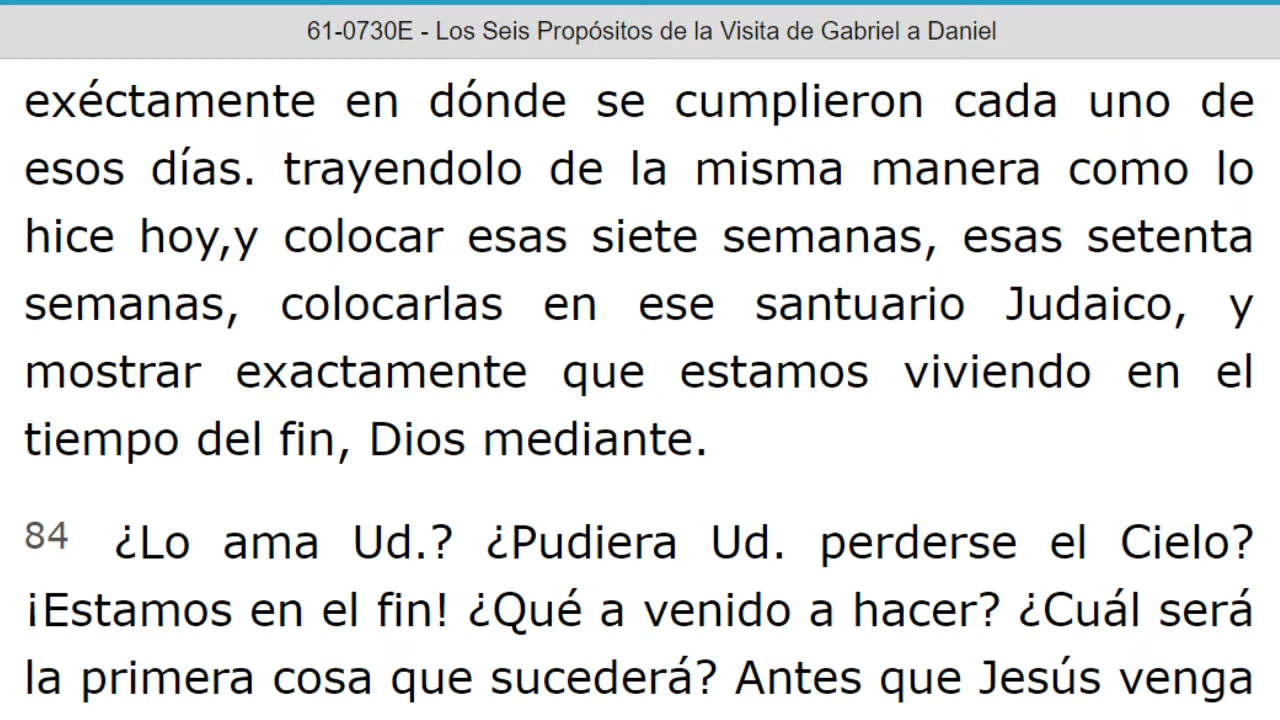 61-0730E - Los Seis Propósitos de la Visita de Gabriel a Daniel
exéctamente en dónde se cumplieron cada uno de
esos días. trayendolo de la misma manera como lo
hice hoy,y colocar esas siete semanas, esas setenta
semanas, colocarlas en ese santuario Judaico, y
mostrar exactamente que estamos viviendo en el
tiempo del fin, Dios mediante.
84 ¿Lo ama Ud.? ¿Pudiera Ud. perderse el Cielo?
¡Estamos en el fin! ¿Qué a venido a hacer? ¿Cuál será
la primera cosa que sucederá? Antes que Jesús venga